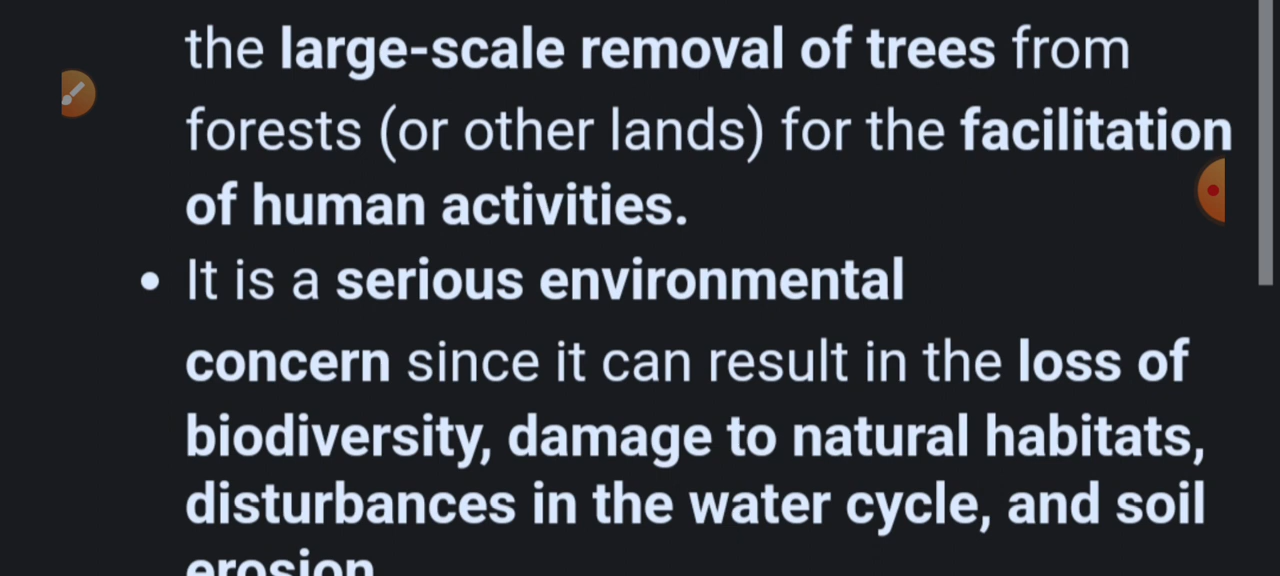 the large-scale removal of trees from
forests (or other lands) for the facilitation
of human activities.
• It is a serious environmental
concern since it can result in the loss of
biodiversity, damage to natural habitats,
disturbances in the water cycle, and soil
erosion